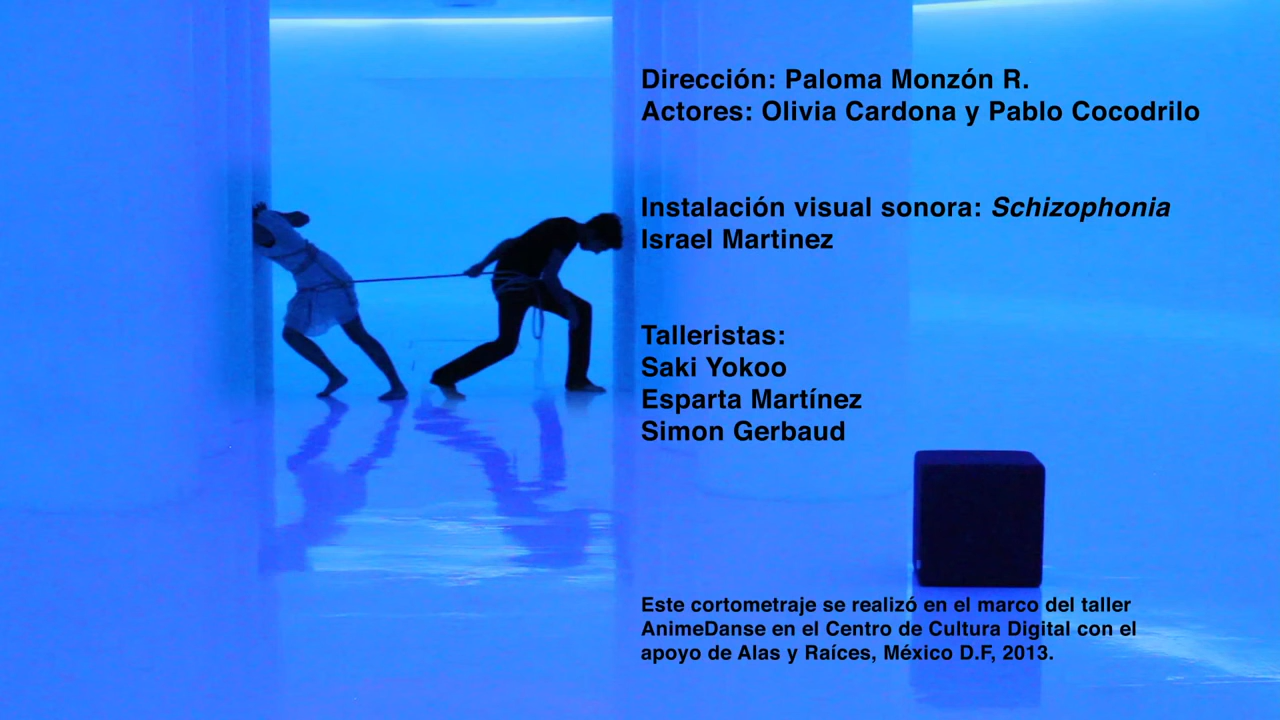 Dirección: Paloma Monzón R.
Actores: Olivia Cardona y Pablo Cocodrilo
Instalación visual sonora: Schizophonia
Israel Martinez
Talleristas:
Saki Yokoo
Esparta Martínez
Simon Gerbaud
Este cortometraje se realizó en el marco del taller
AnimeDanse en el Centro de Cultura Digital con el
apoyo de Alas y Raíces, México D.F, 2013.